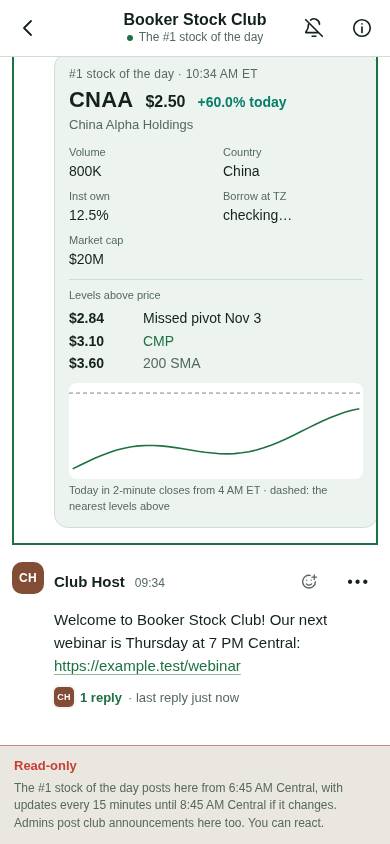 Booker Stock Club
The #1 stock of the day
#1 stock of the day · 10:34 AM ET
CNAA $2.50 +60.0% today
China Alpha Holdings
Volume Country
800K China
Inst own Borrow at TZ
12.5% checking…
Market cap
$20M
Levels above price
$2.84 Missed pivot Nov 3
$3.10 CMP
$3.60 200 SMA
Today in 2-minute closes from 4 AM ET · dashed: the
nearest levels above
CH Club Host 09:34
Welcome to Booker Stock Club! Our next
webinar is Thursday at 7 PM Central:
https://example.test/webinar
CH 1 reply · last reply just now
Read-only
The #1 stock of the day posts here from 6:45 AM Central, with
updates every 15 minutes until 8:45 AM Central if it changes.
Admins post club announcements here too. You can react.